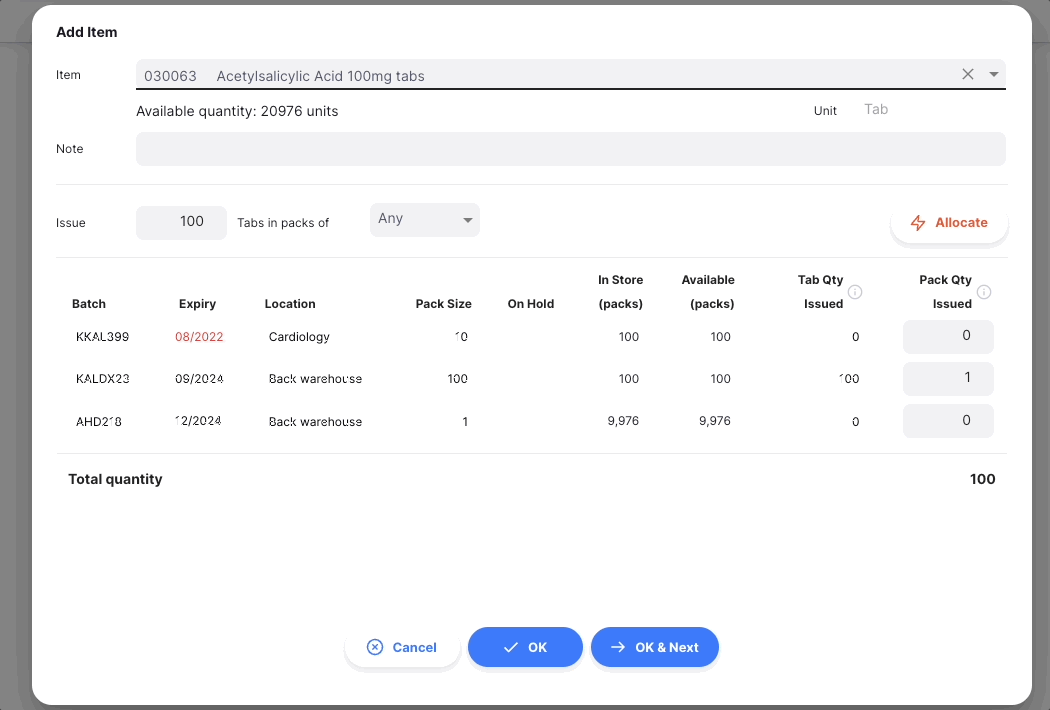 Add Item
Item 030063 Acetylsalicylic Acid 100mg tabs
Available quantity: 20976 units Unit Tab
Note
Issue 100 Tabs in packs of Any Allocate
Batch Expiry Location Pack Size On Hold In Store (packs) Available (packs) Tab Qty Issued Pack Qty Issued
KKAL399 08/2022 Cardiology 10 100 100 0 0
KALDX23 09/2024 Back warehouse 100 100 100 100 1
AHD218 12/2024 Back warehouse 1 9,976 9,976 0 0
Total quantity 100
Cancel OK OK & Next